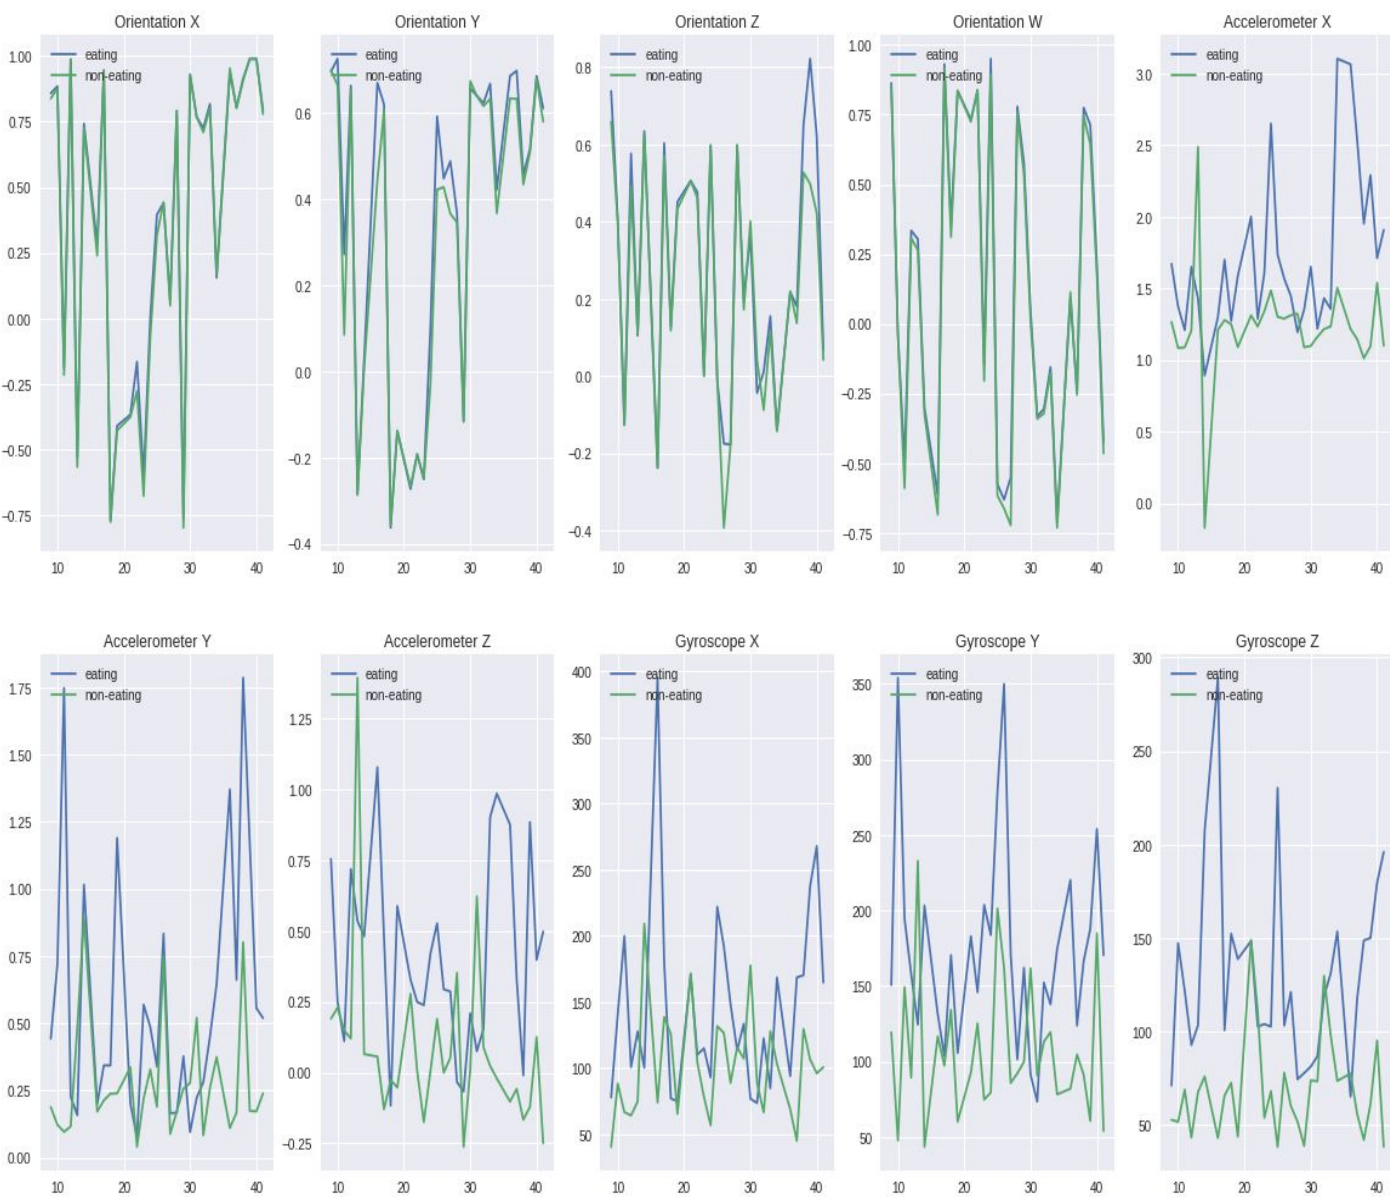 Orientation X
Orientation Y
Orientation Z
Orientation W
Accelerometer X
1.00
0.75
0.50
0.25
0.00
−0.25
−0.50
−0.75
10 20 30 40
eating
non-eating
0.6
0.4
0.2
0.0
−0.2
−0.4
10 20 30 40
eating
non-eating
0.8
0.6
0.4
0.2
0.0
−0.2
−0.4
10 20 30 40
eating
non-eating
1.00
0.75
0.50
0.25
0.00
−0.25
−0.50
−0.75
10 20 30 40
eating
non-eating
3.0
2.5
2.0
1.5
1.0
0.5
0.0
10 20 30 40
eating
non-eating
Accelerometer Y
Accelerometer Z
Gyroscope X
Gyroscope Y
Gyroscope Z
1.75
1.50
1.25
1.00
0.75
0.50
0.25
0.00
10 20 30 40
eating
non-eating
1.25
1.00
0.75
0.50
0.25
0.00
−0.25
10 20 30 40
eating
non-eating
400
350
300
250
200
150
100
50
10 20 30 40
eating
non-eating
350
300
250
200
150
100
50
10 20 30 40
eating
non-eating
300
250
200
150
100
50
10 20 30 40
eating
non-eating